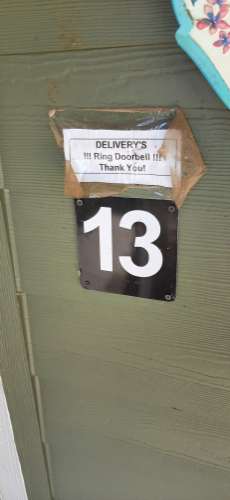 DELIVERY'S
!!! Ring Doorbell !!!
Thank You!
13